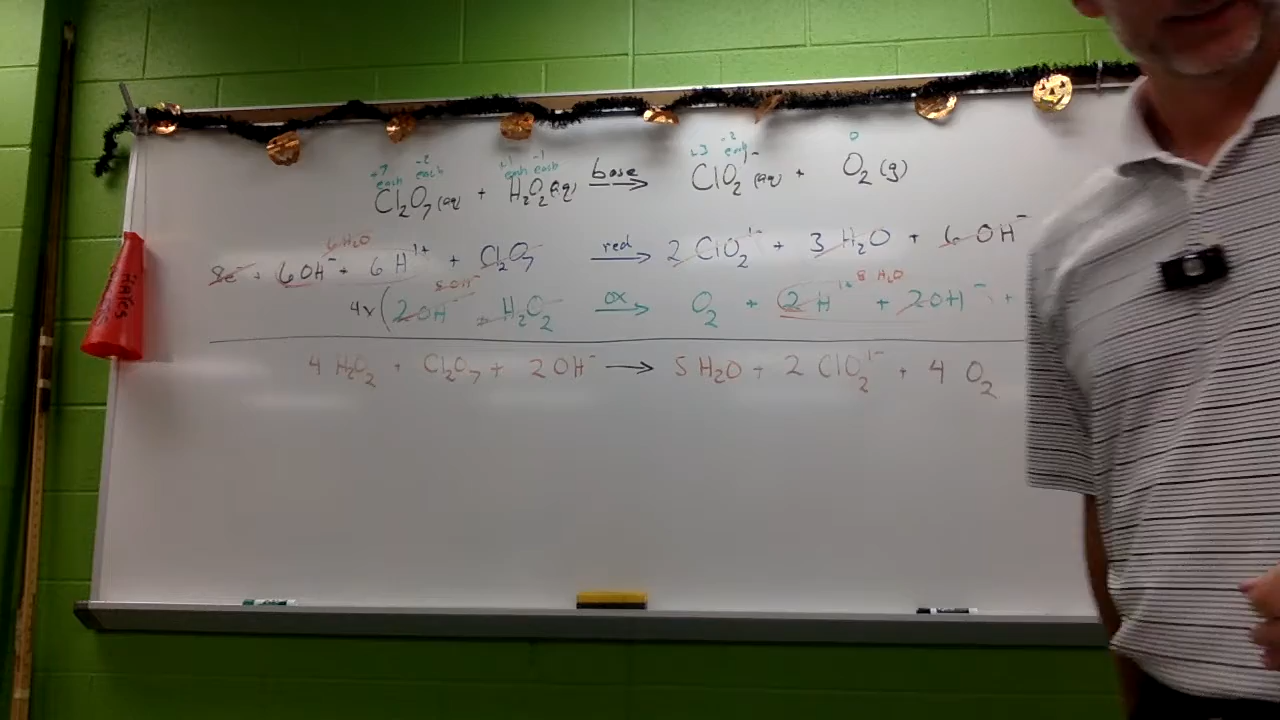 +7 each -2 each +1 each -1 each +3 -2 each 0
Cl₂O₇ (aq) + H₂O₂ (aq) base → ClO₂¹⁻ (aq) + O₂ (g)
6 H₂O
8e⁻ + 6 OH⁻ + 6 H¹⁺ + Cl₂O₇ red → 2 ClO₂¹⁻ + 3 H₂O + 6 OH⁻
8 OH⁻ 8 H₂O
4x ( 2 OH⁻ H₂O₂ ox → O₂ + 2 H¹⁺ + 2 OH⁻ +
4 H₂O₂ + Cl₂O₇ + 2 OH⁻ → 5 H₂O + 2 ClO₂¹⁻ + 4 O₂